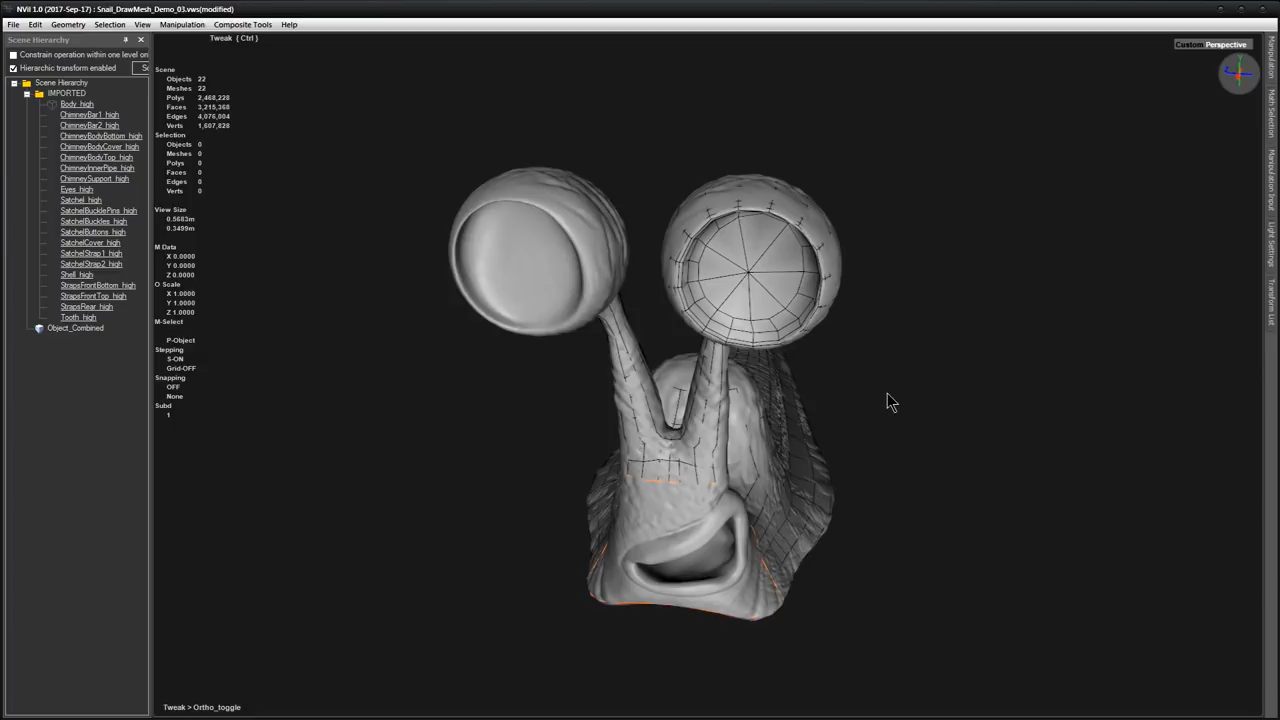 NVil 1.0 (2017-Sep-17) : Snail_DrawMesh_Demo_03.vws(modified)
File Edit Geometry Selection View Manipulation Composite Tools Help
Scene Hierarchy
Constrain operation within one level on
Hierarchic transform enabled
Scene Hierarchy
IMPORTED
Body_high
ChimneyBar1_high
ChimneyBar2_high
ChimneyBodyBottom_high
ChimneyBodyCover_high
ChimneyBodyTop_high
ChimneyInnerPipe_high
ChimneySupport_high
Eyes_high
Satchel_high
SatchelBucklePins_high
SatchelBuckles_high
SatchelButtons_high
SatchelCover_high
SatchelStrap1_high
SatchelStrap2_high
Shell_high
StrapsFrontBottom_high
StrapsFrontTop_high
StrapsRear_high
Tooth_high
Object_Combined
Tweak { Ctrl }
Scene
Objects 22
Meshes 22
Polys 2,468,228
Faces 3,215,368
Edges 4,076,004
Verts 1,607,828
Selection
Objects 0
Meshes 0
Polys 0
Faces 0
Edges 0
Verts 0
View Size
0.5683m
0.3499m
M Data
X 0.0000
Y 0.0000
Z 0.0000
O Scale
X 1.0000
Y 1.0000
Z 1.0000
M-Select
P-Object
Stepping
S-ON
Grid-OFF
Snapping
OFF
None
Subd
1
Tweak > Ortho_toggle
Custom Perspective
Manipulation
Math Selection
Manipulation Input
Light Settings
Transform List